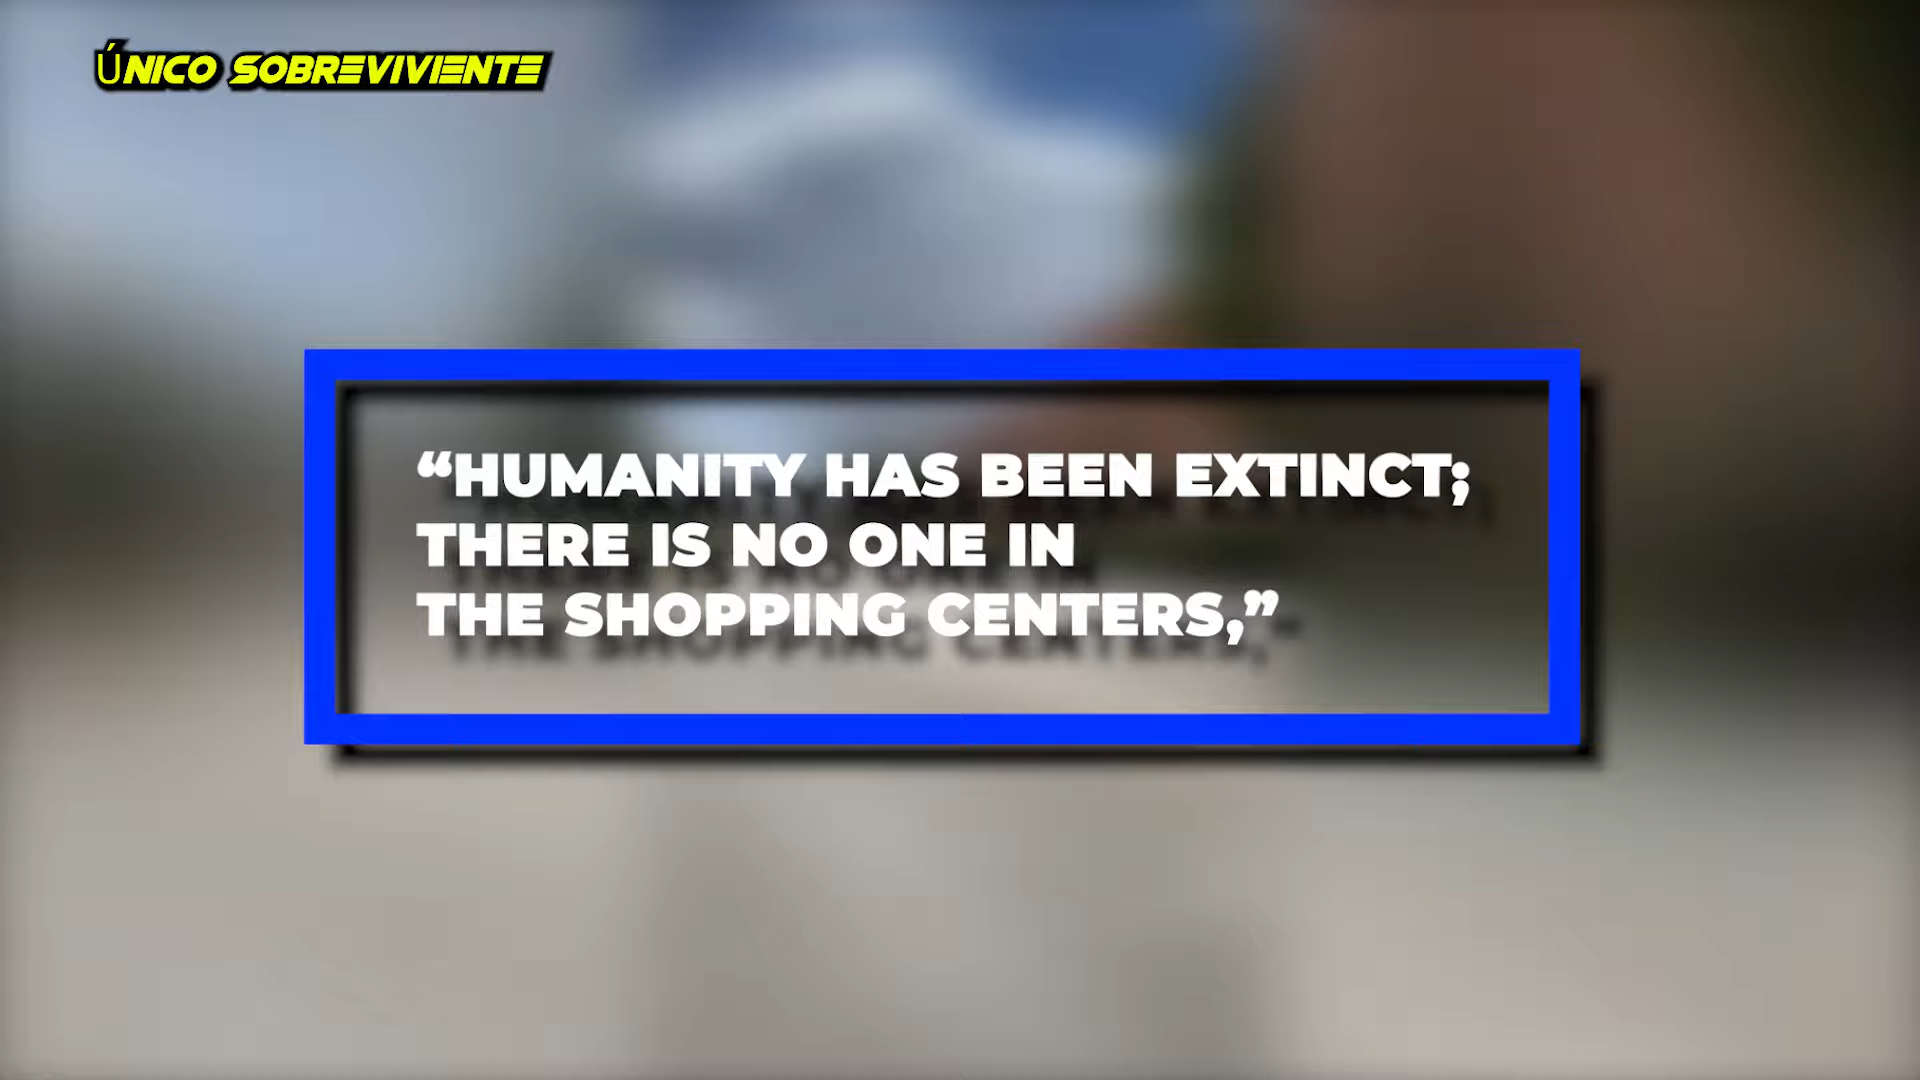 ÚNICO SOBREVIVIENTE
“HUMANITY HAS BEEN EXTINCT;
THERE IS NO ONE IN
THE SHOPPING CENTERS,”